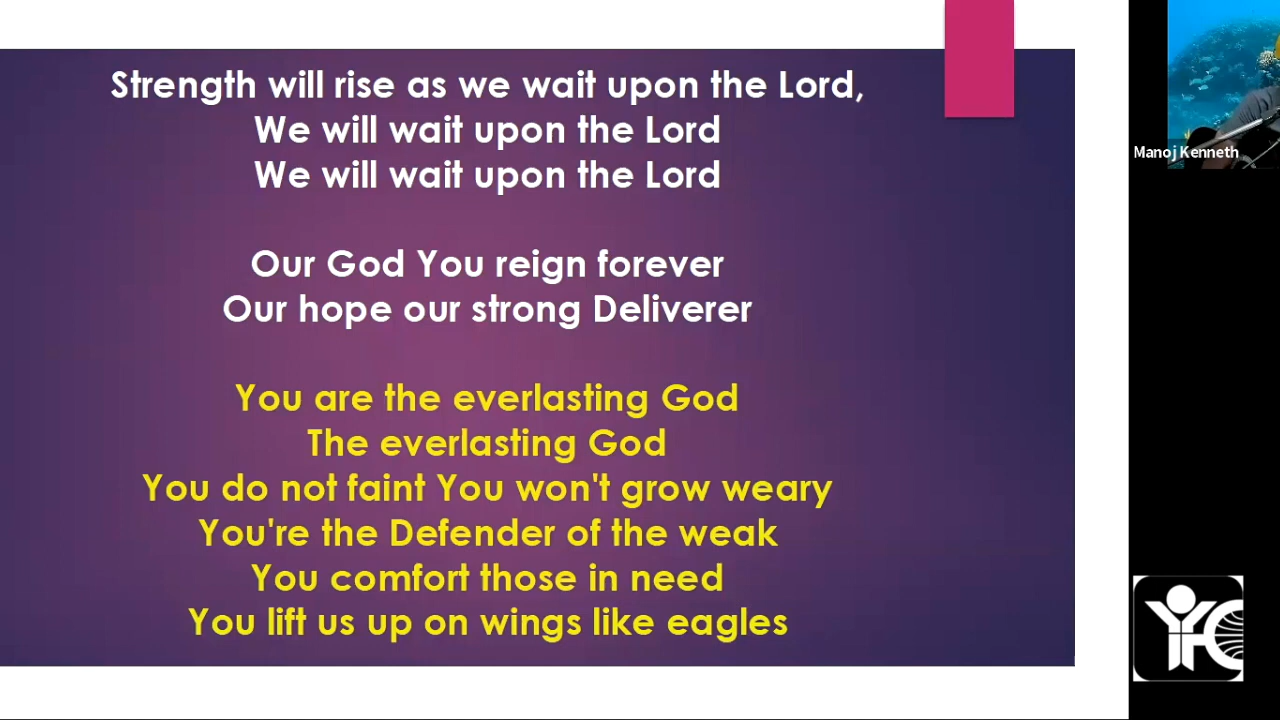 Strength will rise as we wait upon the Lord,
We will wait upon the Lord
We will wait upon the Lord
Our God You reign forever
Our hope our strong Deliverer
You are the everlasting God
The everlasting God
You do not faint You won't grow weary
You're the Defender of the weak
You comfort those in need
You lift us up on wings like eagles
Manoj Kenneth
YFC